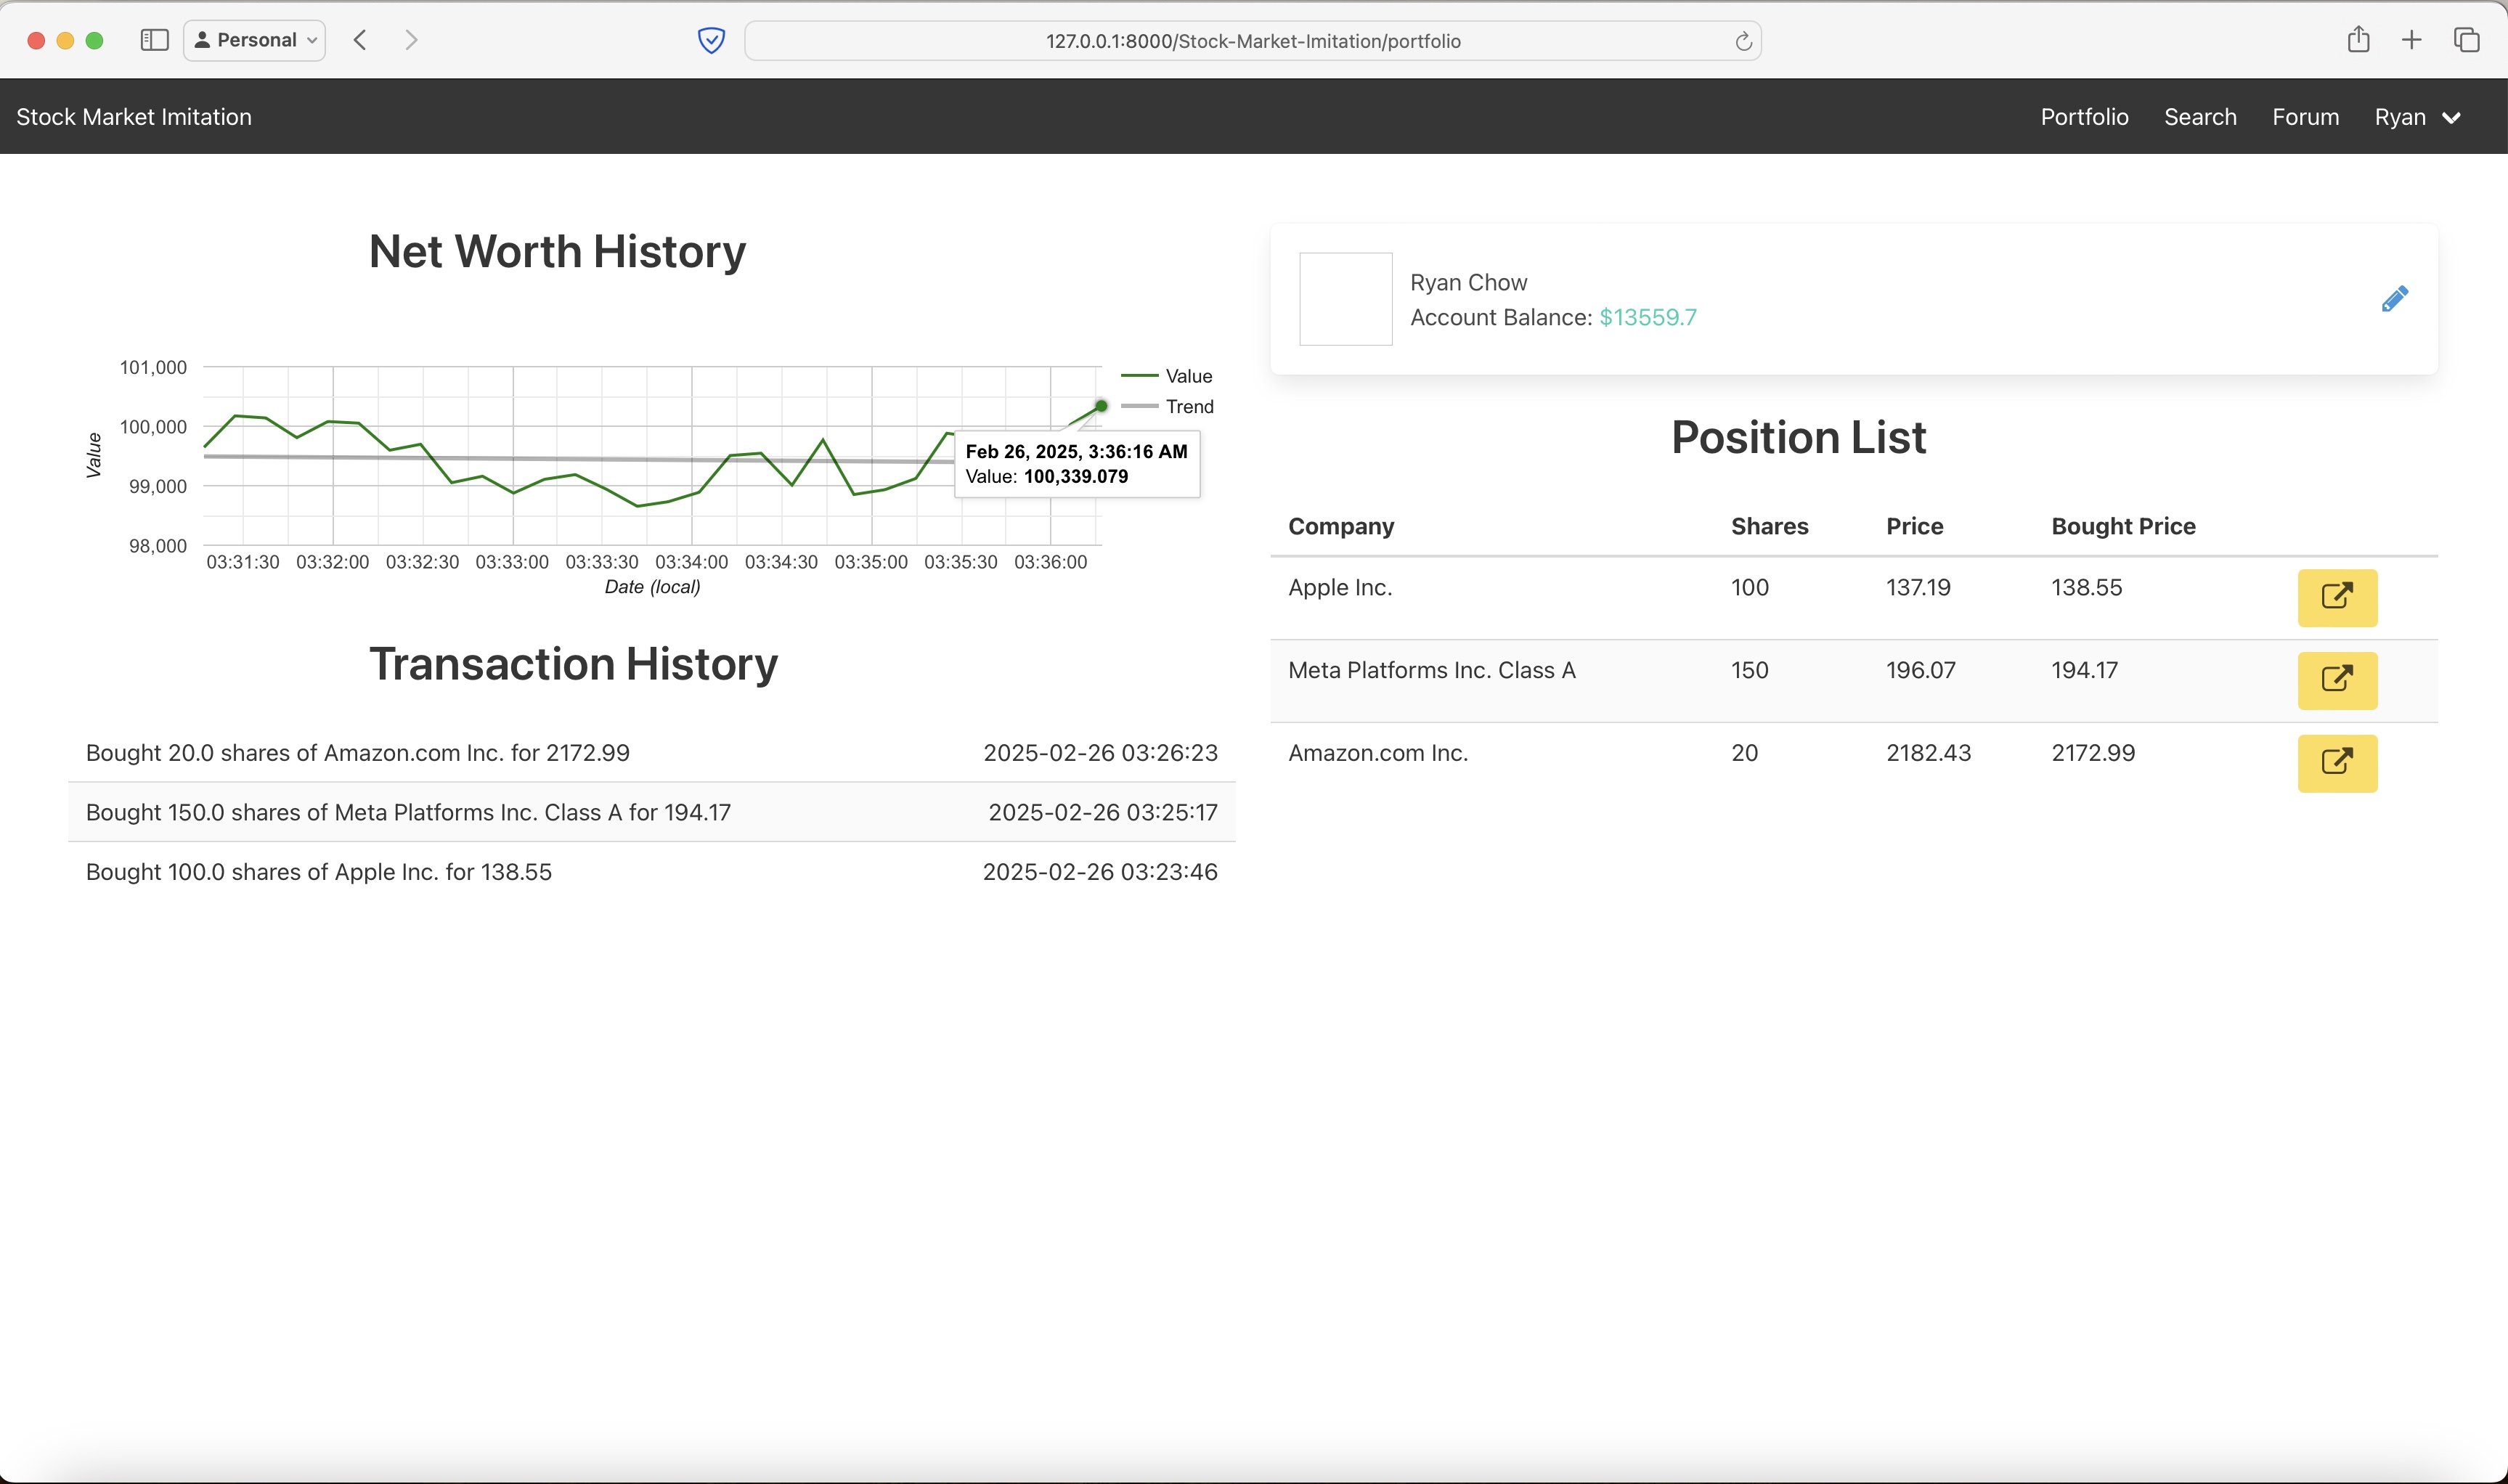 Personal
127.0.0.1:8000/Stock-Market-Imitation/portfolio
Stock Market Imitation
Portfolio Search Forum Ryan
Net Worth History
101,000
100,000
99,000
98,000
Value
Value
Trend
Feb 26, 2025, 3:36:16 AM
Value: 100,339.079
03:31:30 03:32:00 03:32:30 03:33:00 03:33:30 03:34:00 03:34:30 03:35:00 03:35:30 03:36:00
Date (local)
Transaction History
Bought 20.0 shares of Amazon.com Inc. for 2172.99 2025-02-26 03:26:23
Bought 150.0 shares of Meta Platforms Inc. Class A for 194.17 2025-02-26 03:25:17
Bought 100.0 shares of Apple Inc. for 138.55 2025-02-26 03:23:46
Ryan Chow
Account Balance: $13559.7
Position List
Company Shares Price Bought Price
Apple Inc. 100 137.19 138.55
Meta Platforms Inc. Class A 150 196.07 194.17
Amazon.com Inc. 20 2182.43 2172.99